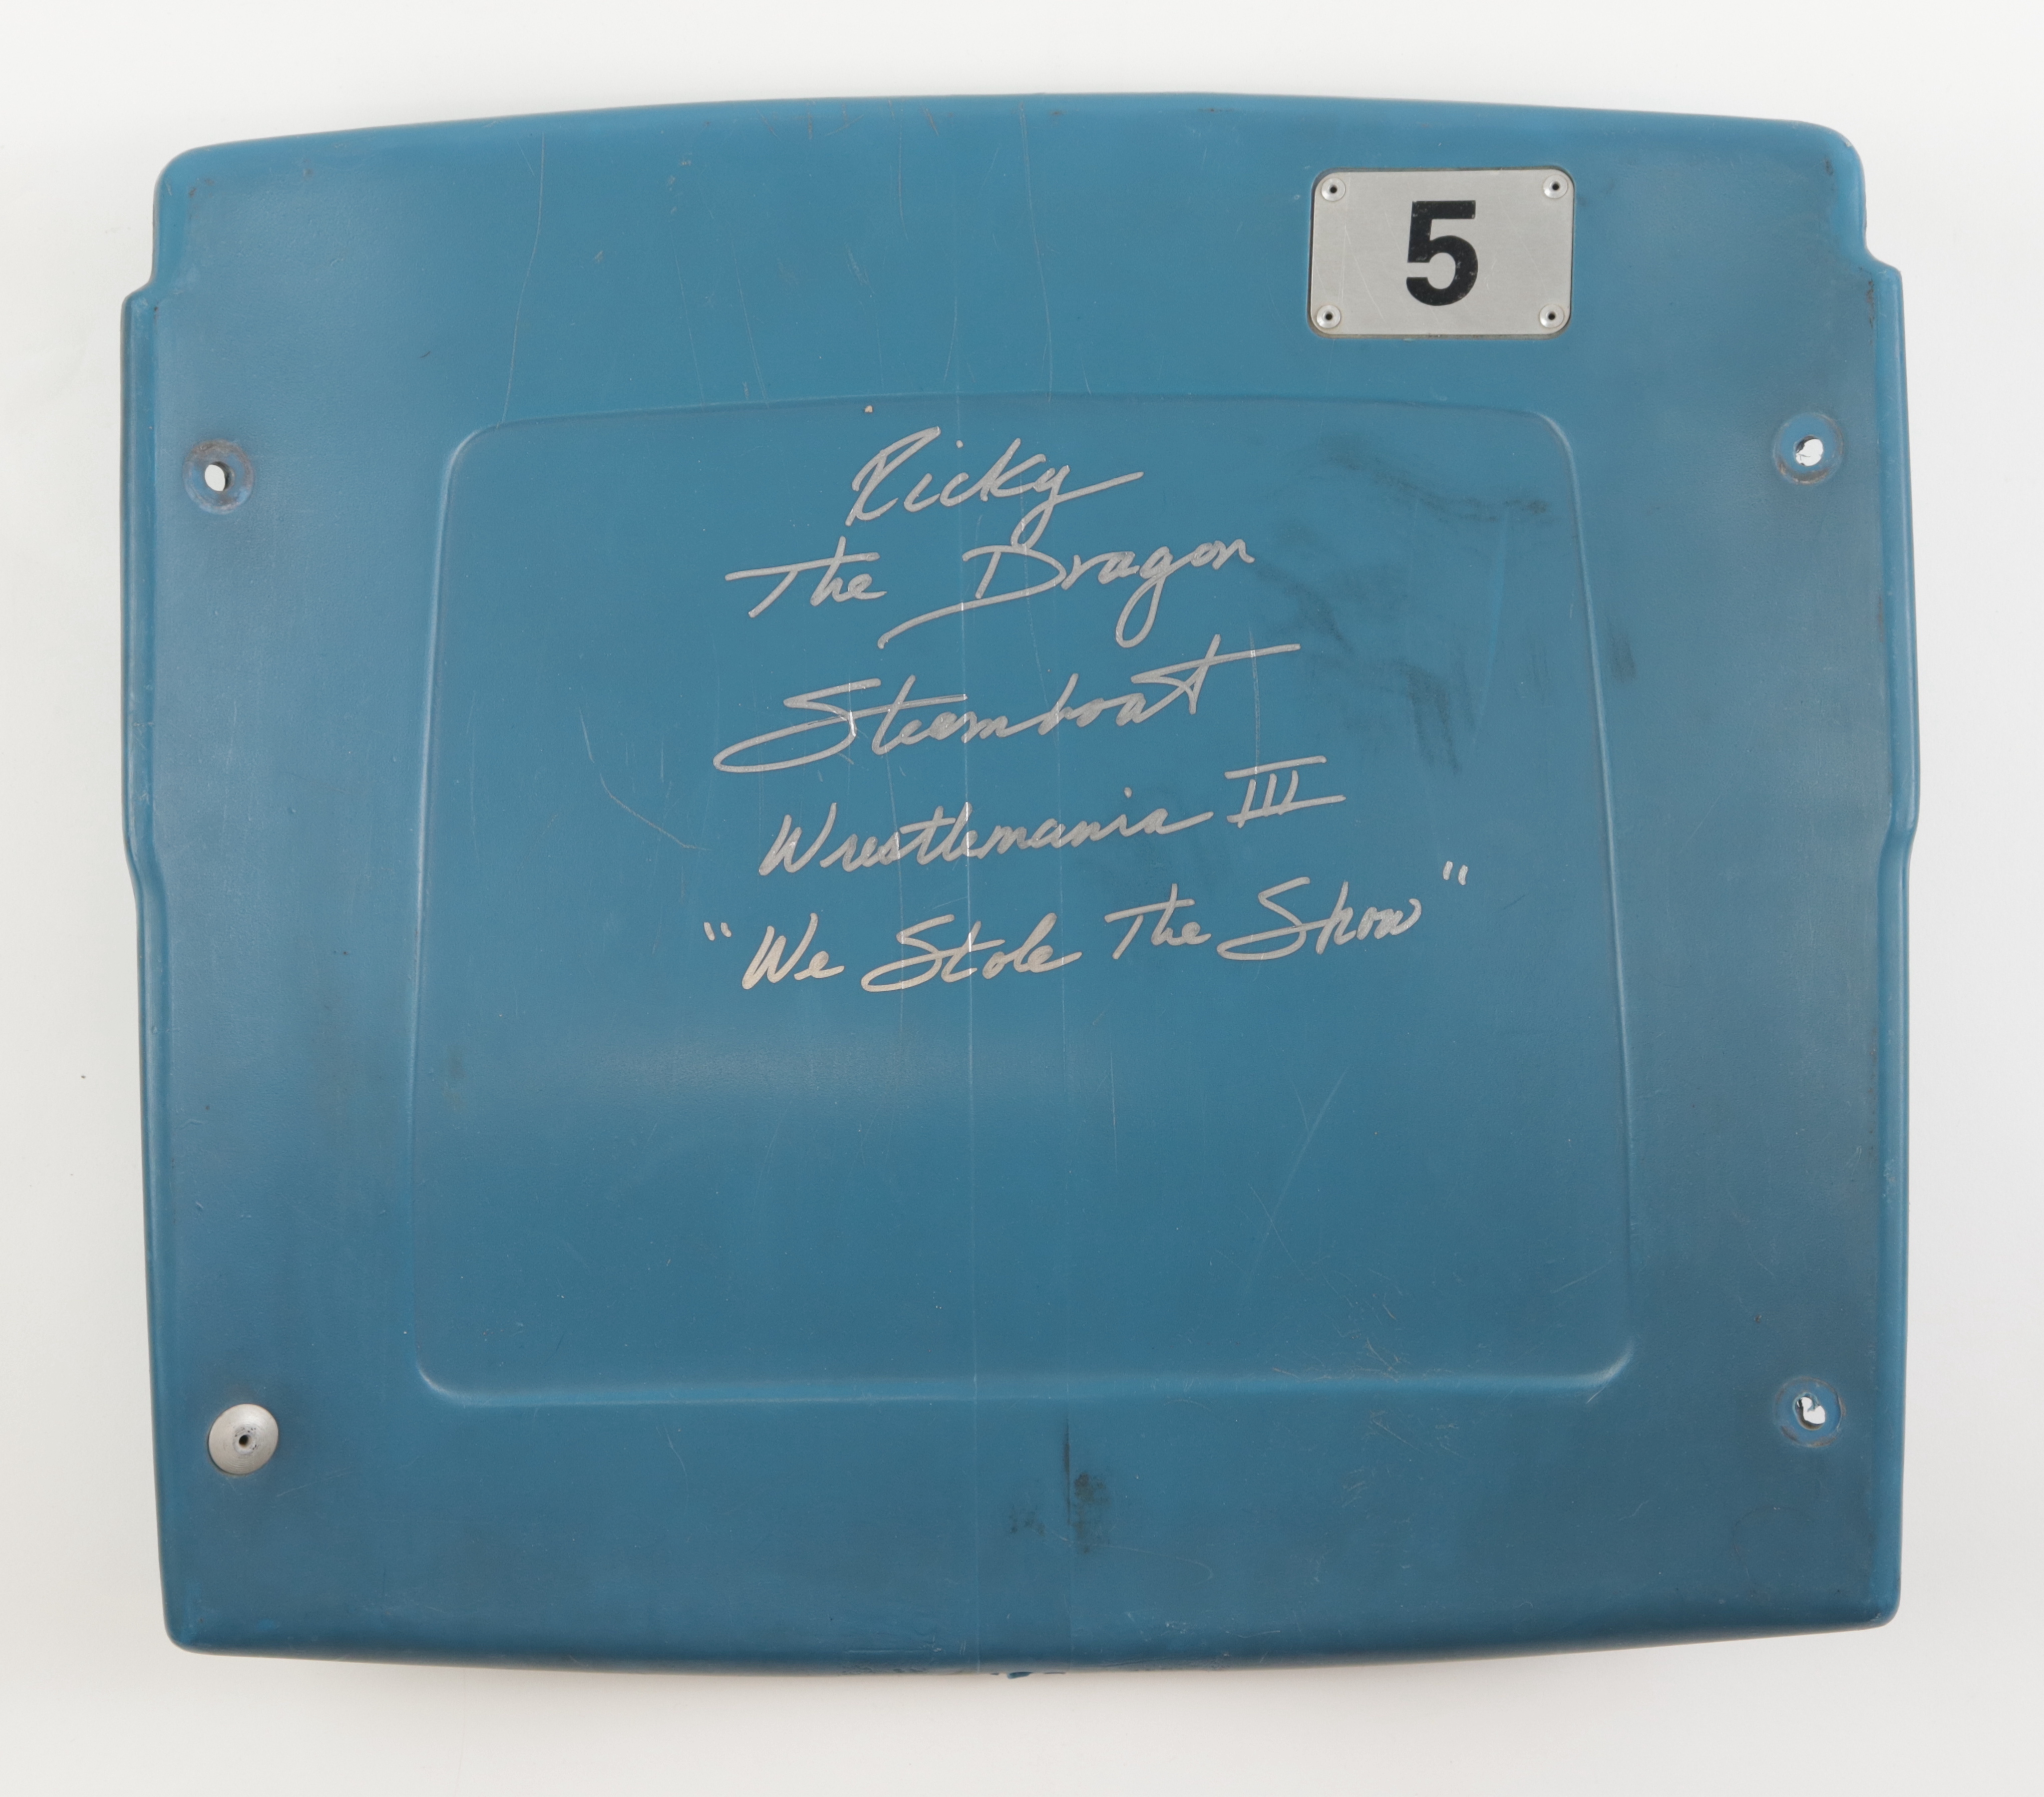 5
Ricky
The Dragon
Steamboat
Wrestlemania III
"We Stole The Show"